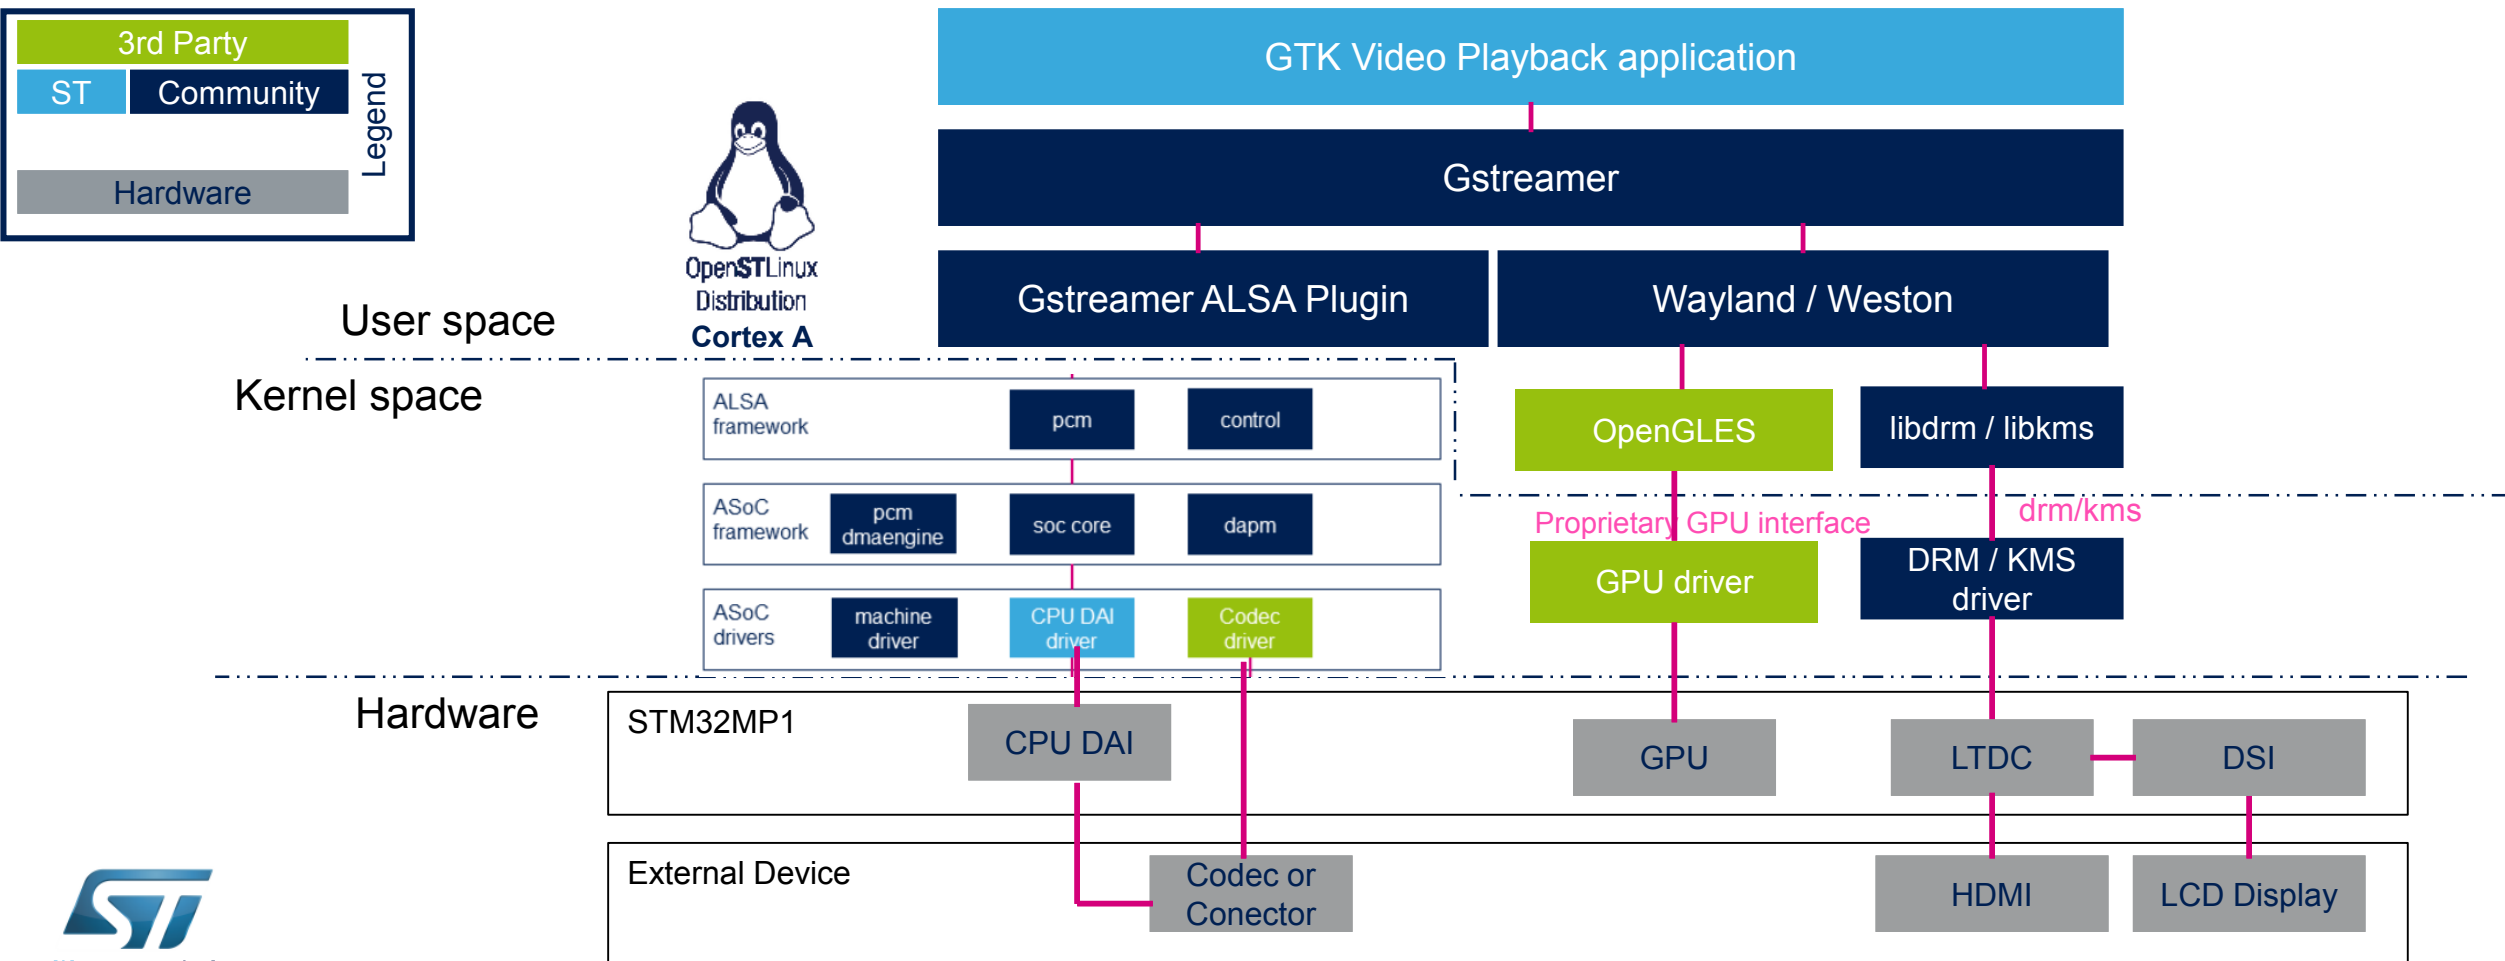 3rd Party
ST
Community
Legend
Hardware
GTK Video Playback application
Gstreamer
OpenSTLinux
Distribution
Cortex A
Gstreamer ALSA Plugin
Wayland / Weston
User space
Kernel space
ALSA
framework
pcm
control
OpenGLES
libdrm / libkms
ASoC
framework
pcm
dmaengine
soc core
dapm
Proprietary GPU interface
drm/kms
GPU driver
DRM / KMS
driver
ASoC
drivers
machine
driver
CPU DAI
driver
Codec
driver
Hardware
STM32MP1
CPU DAI
GPU
LTDC
DSI
External Device
Codec or
Conector
HDMI
LCD Display
ST